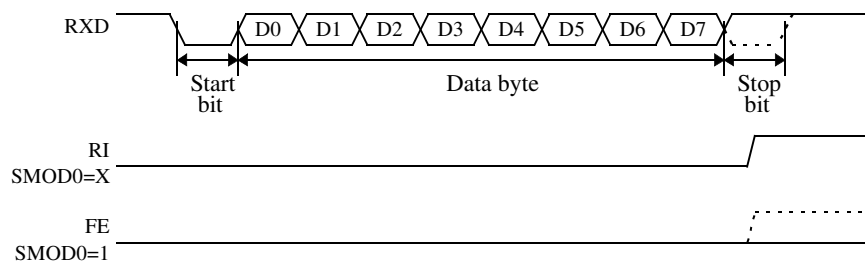 RXD D0 D1 D2 D3 D4 D5 D6 D7
Start bit
Data byte
Stop bit
RI
SMOD0=X
FE
SMOD0=1